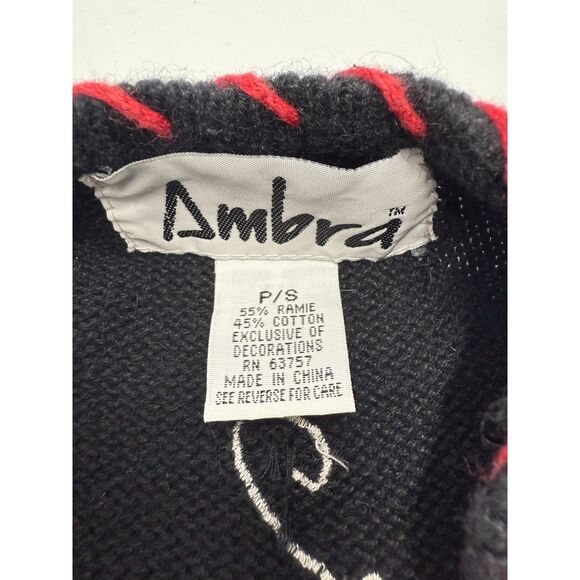 Ambra™
P/S
55% RAMIE
45% COTTON
EXCLUSIVE OF
DECORATIONS
RN 63757
MADE IN CHINA
SEE REVERSE FOR CARE